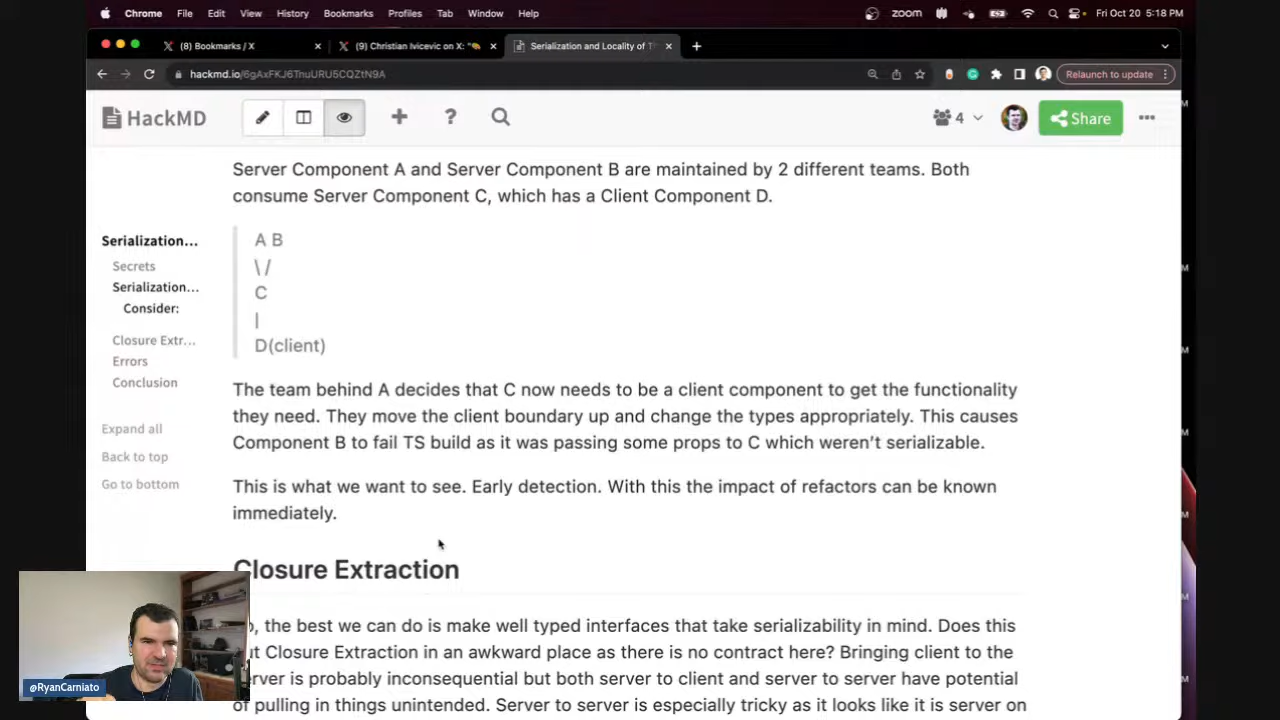 Chrome File Edit View History Bookmarks Profiles Tab Window Help zoom Fri Oct 20 5:18 PM
(8) Bookmarks / X (9) Christian Ivicevic on X: " Serialization and Locality of T
hackmd.io/6gAxFKJ6TnuURU5CQZtN9A Relaunch to update
HackMD 4 Share
Server Component A and Server Component B are maintained by 2 different teams. Both
consume Server Component C, which has a Client Component D.
A B
\ /
C
|
D(client)
Serialization...
Secrets
Serialization...
Consider:
Closure Extr...
Errors
Conclusion
Expand all
Back to top
Go to bottom
The team behind A decides that C now needs to be a client component to get the functionality
they need. They move the client boundary up and change the types appropriately. This causes
Component B to fail TS build as it was passing some props to C which weren't serializable.
This is what we want to see. Early detection. With this the impact of refactors can be known
immediately.
Closure Extraction
, the best we can do is make well typed interfaces that take serializability in mind. Does this
Closure Extraction in an awkward place as there is no contract here? Bringing client to the
server is probably inconsequential but both server to client and server to server have potential
of pulling in things unintended. Server to server is especially tricky as it looks like it is server on
@RyanCarniato